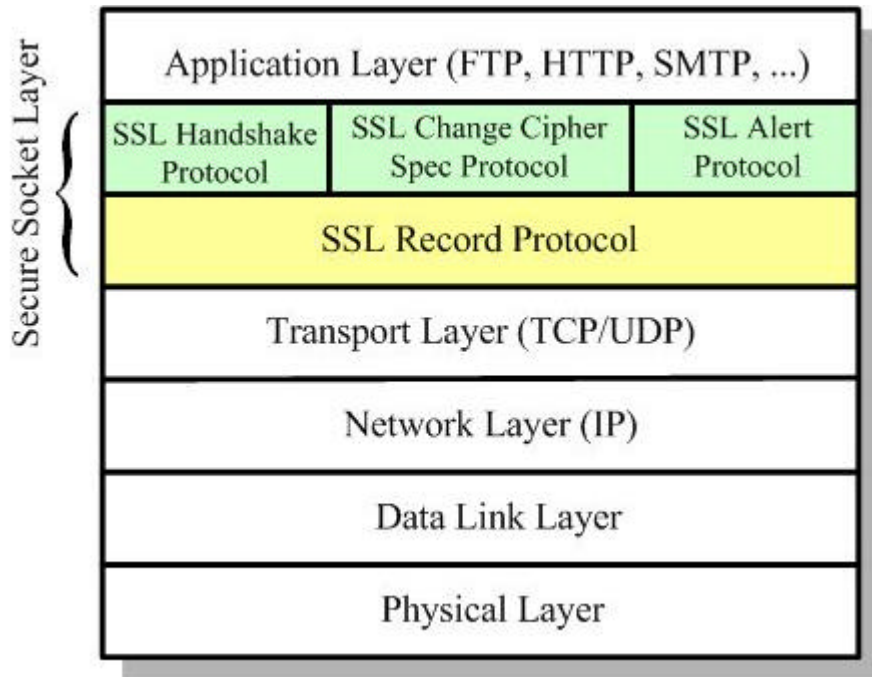 Secure Socket Layer
Application Layer (FTP, HTTP, SMTP, ...)
SSL Handshake
Protocol
SSL Change Cipher
Spec Protocol
SSL Alert
Protocol
SSL Record Protocol
Transport Layer (TCP/UDP)
Network Layer (IP)
Data Link Layer
Physical Layer